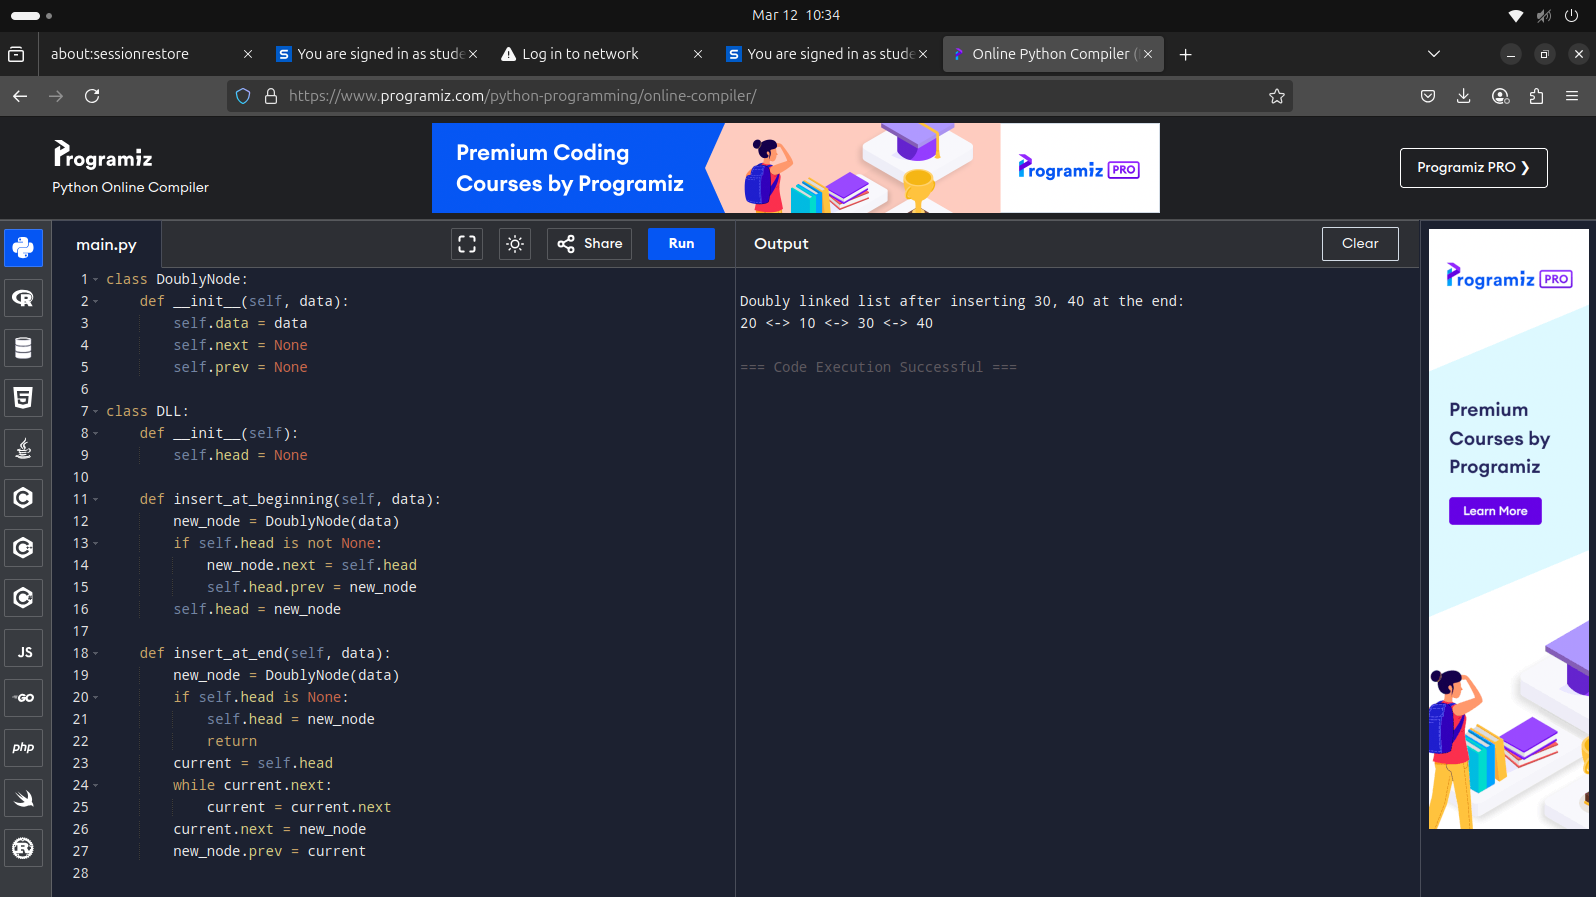 Mar 12 10:34
about:sessionrestore
You are signed in as stude
Log in to network
You are signed in as stude
Online Python Compiler (
https://www.programiz.com/python-programming/online-compiler/
Programiz
Python Online Compiler
Premium Coding
Courses by Programiz
Programiz PRO
Programiz PRO ❯
main.py
Share
Run
Output
Clear
1 class DoublyNode:
2 def __init__(self, data):
3 self.data = data
4 self.next = None
5 self.prev = None
6
7 class DLL:
8 def __init__(self):
9 self.head = None
10
11 def insert_at_beginning(self, data):
12 new_node = DoublyNode(data)
13 if self.head is not None:
14 new_node.next = self.head
15 self.head.prev = new_node
16 self.head = new_node
17
18 def insert_at_end(self, data):
19 new_node = DoublyNode(data)
20 if self.head is None:
21 self.head = new_node
22 return
23 current = self.head
24 while current.next:
25 current = current.next
26 current.next = new_node
27 new_node.prev = current
28
Doubly linked list after inserting 30, 40 at the end:
20 <-> 10 <-> 30 <-> 40
=== Code Execution Successful ===
JS
GO
php
Programiz PRO
Premium
Courses by
Programiz
Learn More